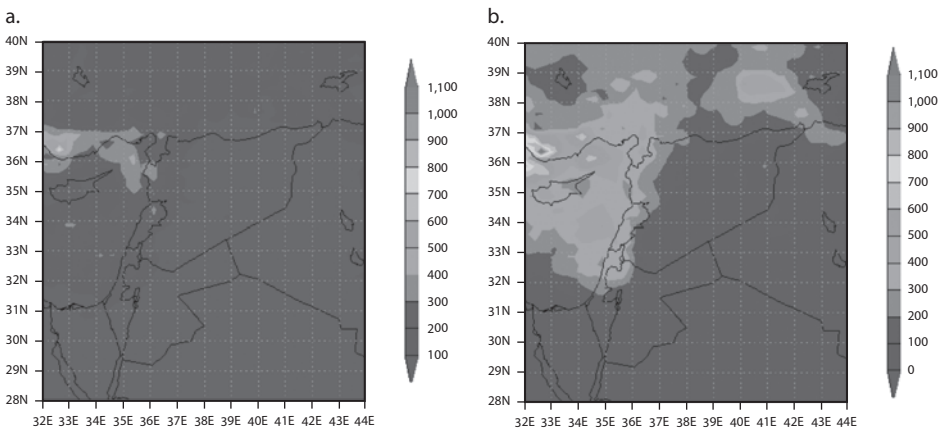 a.
40N
39N
38N
37N
36N
35N
34N
33N
32N
31N
30N
29N
28N
32E 33E 34E 35E 36E 37E 38E 39E 40E 41E 42E 43E 44E
1,100
1,000
900
800
700
600
500
400
300
200
100
b.
40N
39N
38N
37N
36N
35N
34N
33N
32N
31N
30N
29N
28N
32E 33E 34E 35E 36E 37E 38E 39E 40E 41E 42E 43E 44E
1,100
1,000
900
800
700
600
500
400
300
200
100
0